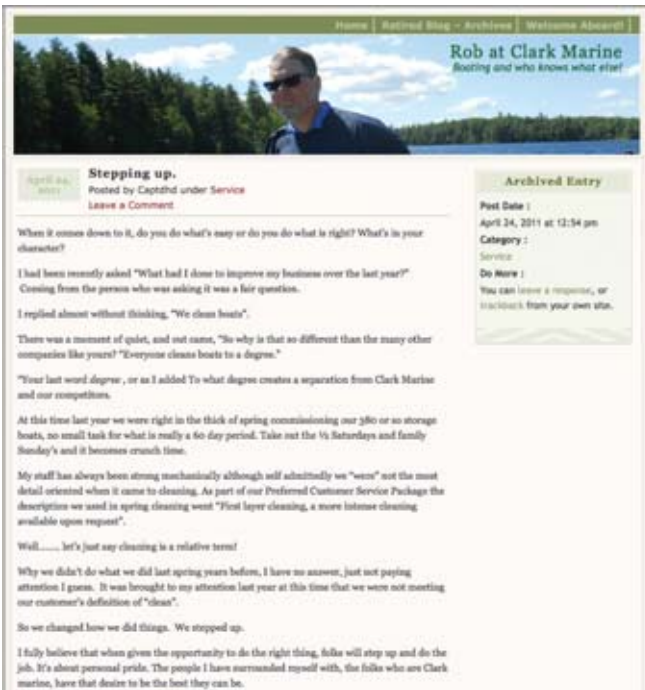 Home | Retired Blog ~ Archives | Welcome Aboard! |
Rob at Clark Marine
Boating and who knows what else!
April 24,
2011
Stepping up.
Posted by Captdhd under Service
Leave a Comment
When it comes down to it, do you do what's easy or do you do what is right? What's in your
character?
I had been recently asked "What had I done to improve my business over the last year?"
Coming from the person who was asking it was a fair question.
I replied almost without thinking, "We clean boats".
There was a moment of quiet, and out came, "So why is that so different than the many other
companies like yours? "Everyone cleans boats to a degree."
"Your last word degree , or as I added To what degree creates a separation from Clark Marine
and our competitors.
At this time last year we were right in the thick of spring commissioning our 380 or so storage
boats, no small task for what is really a 60 day period. Take out the ½ Saturdays and family
Sunday's and it becomes crunch time.
My staff has always been strong mechanically although self admittedly we "were" not the most
detail oriented when it came to cleaning. As part of our Preferred Customer Service Package the
description we used in spring cleaning went "First layer cleaning, a more intense cleaning
available upon request".
Well....... let's just say cleaning is a relative term!
Why we didn't do what we did last spring years before, I have no answer, just not paying
attention I guess. It was brought to my attention last year at this time that we were not meeting
our customer's definition of "clean".
So we changed how we did things. We stepped up.
I fully believe that when given the opportunity to do the right thing, folks will step up and do the
job. It's about personal pride. The people I have surrounded myself with, the folks who are Clark
marine, have that desire to be the best they can be.
Archived Entry
Post Date :
April 24, 2011 at 12:54 pm
Category :
Service
Do More :
You can leave a response, or
trackback from your own site.